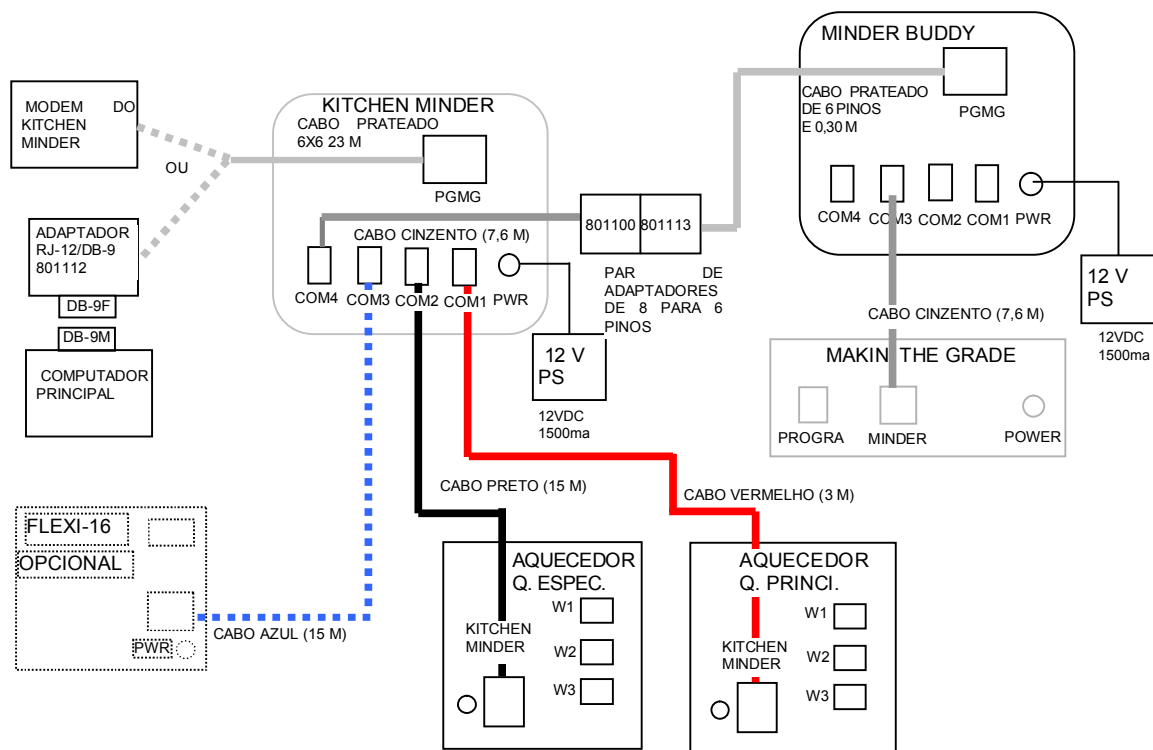 MINDER BUDDY
CABO PRATEADO
DE 6 PINOS
E 0,30 M
PGMG
COM4
COM3
COM2
COM1
PWR
12 V
PS
12VDC
1500ma
MODEM DO
KITCHEN
MINDER
OU
KITCHEN MINDER
CABO PRATEADO
6X6 23 M
PGMG
CABO CINZENTO (7,6 M)
COM4
COM3
COM2
COM1
PWR
801100
801113
PAR DE
ADAPTADORES
DE 8 PARA 6
PINOS
12 V
PS
12VDC
1500ma
ADAPTADOR
RJ-12/DB-9
801112
DB-9F
DB-9M
COMPUTADOR
PRINCIPAL
CABO CINZENTO (7,6 M)
MAKIN THE GRADE
PROGRA
MINDER
POWER
CABO PRETO (15 M)
CABO VERMELHO (3 M)
FLEXI-16
OPCIONAL
PWR
CABO AZUL (15 M)
AQUECEDOR
Q. ESPEC.
W1
KITCHEN
MINDER
W2
W3
AQUECEDOR
Q. PRINCI.
W1
KITCHEN
MINDER
W2
W3